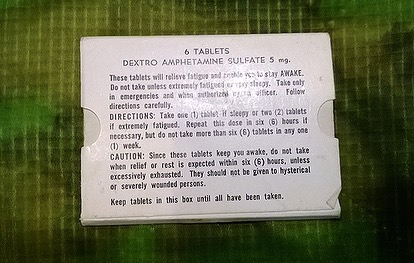 6 TABLETS
DEXTRO AMPHETAMINE SULFATE 5 mg.
These tablets will relieve fatigue and enable you to stay AWAKE.
Do not take unless extremely fatigued or very sleepy. Take only
in emergencies and when authorized by an officer. Follow
directions carefully.
DIRECTIONS: Take one (1) tablet if sleepy or two (2) tablets
if extremely fatigued. Repeat this dose in six (6) hours if
necessary, but do not take more than six (6) tablets in any one
(1) week.
CAUTION: Since these tablets keep you awake, do not take
when relief or rest is expected within six (6) hours, unless
excessively exhausted. They should not be given to hysterical
or severely wounded persons.
Keep tablets in this box until all have been taken.